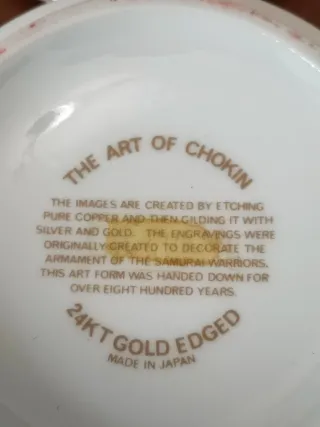 THE ART OF CHOKIN
THE IMAGES ARE CREATED BY ETCHING
PURE COPPER AND THEN GILDING IT WITH
SILVER AND GOLD. THE ENGRAVINGS WERE
ORIGINALLY CREATED TO DECORATE THE
ARMAMENT OF THE SAMURAI WARRIORS.
THIS ART FORM WAS HANDED DOWN FOR
OVER EIGHT HUNDRED YEARS.
24KT GOLD EDGED
MADE IN JAPAN